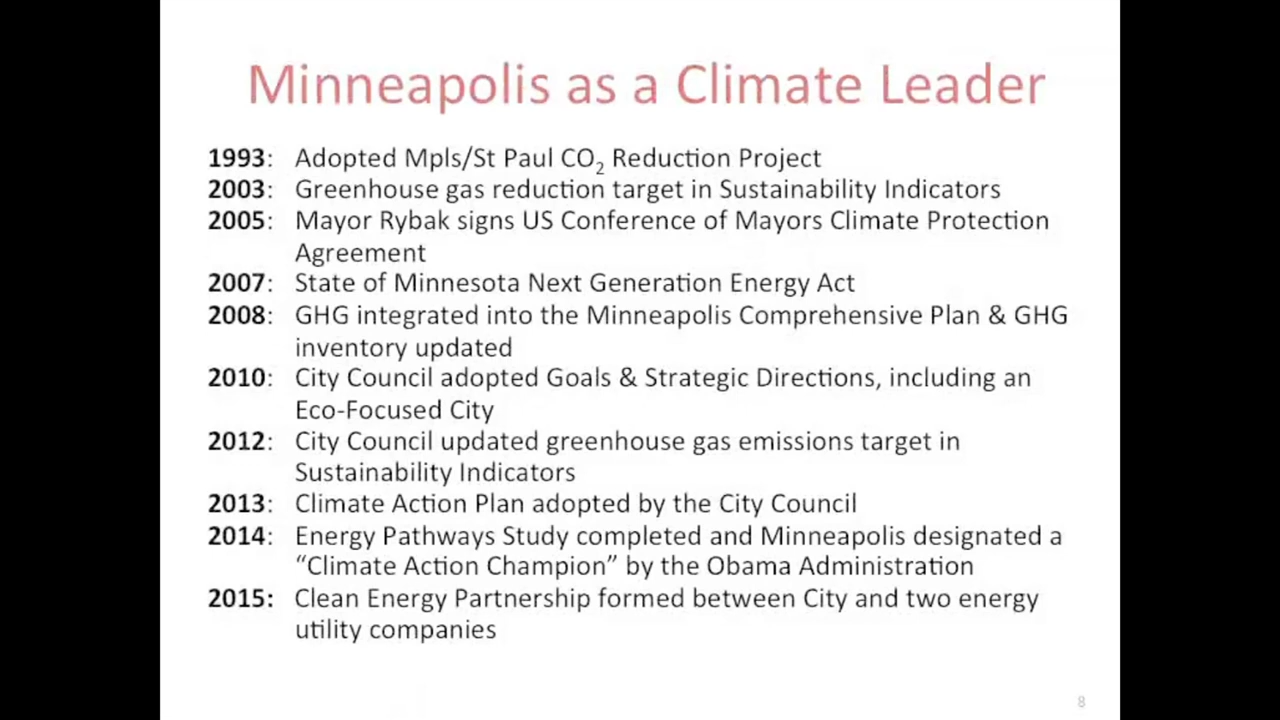 Minneapolis as a Climate Leader
1993: Adopted Mpls/St Paul CO₂ Reduction Project
2003: Greenhouse gas reduction target in Sustainability Indicators
2005: Mayor Rybak signs US Conference of Mayors Climate Protection
Agreement
2007: State of Minnesota Next Generation Energy Act
2008: GHG integrated into the Minneapolis Comprehensive Plan & GHG
inventory updated
2010: City Council adopted Goals & Strategic Directions, including an
Eco-Focused City
2012: City Council updated greenhouse gas emissions target in
Sustainability Indicators
2013: Climate Action Plan adopted by the City Council
2014: Energy Pathways Study completed and Minneapolis designated a
“Climate Action Champion” by the Obama Administration
2015: Clean Energy Partnership formed between City and two energy
utility companies
8